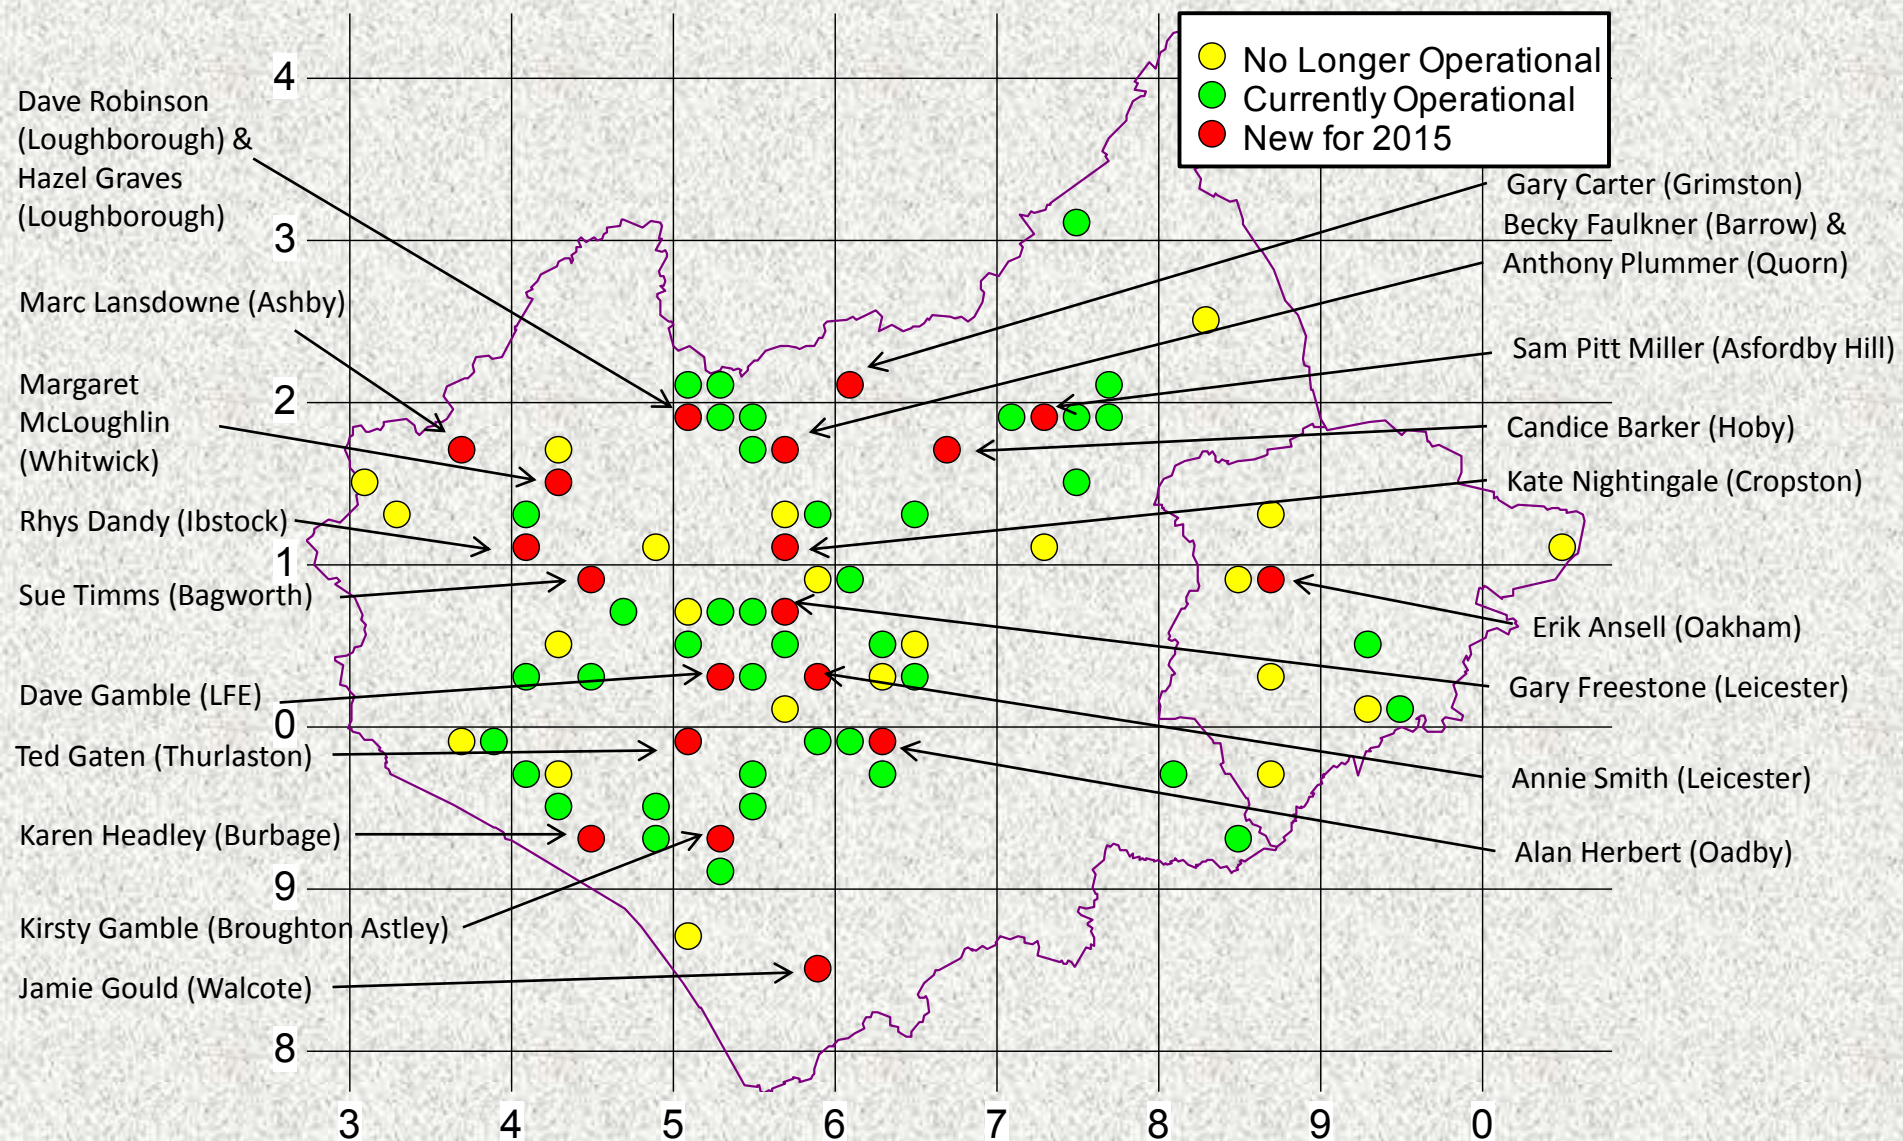 No Longer Operational
Currently Operational
New for 2015
Dave Robinson
(Loughborough) &
Hazel Graves
(Loughborough)
Marc Lansdowne (Ashby)
Margaret
McLoughlin
(Whitwick)
Rhys Dandy (Ibstock)
Sue Timms (Bagworth)
Dave Gamble (LFE)
Ted Gaten (Thurlaston)
Karen Headley (Burbage)
Kirsty Gamble (Broughton Astley)
Jamie Gould (Walcote)
Gary Carter (Grimston)
Becky Faulkner (Barrow) &
Anthony Plummer (Quorn)
Sam Pitt Miller (Asfordby Hill)
Candice Barker (Hoby)
Kate Nightingale (Cropston)
Erik Ansell (Oakham)
Gary Freestone (Leicester)
Annie Smith (Leicester)
Alan Herbert (Oadby)
4
3
2
1
0
9
8
3 4 5 6 7 8 9 0